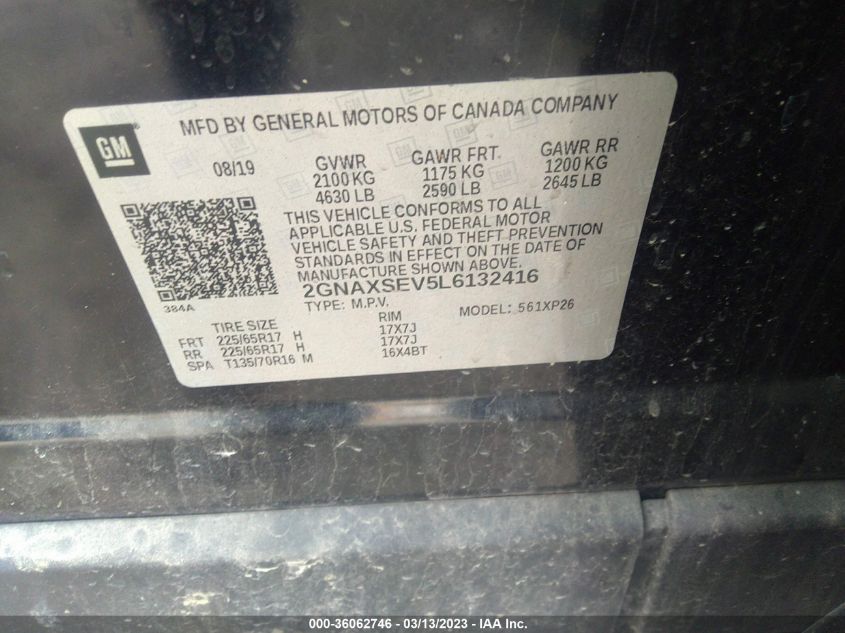 GM
MFD BY GENERAL MOTORS OF CANADA COMPANY
08/19 GVWR GAWR FRT. GAWR RR
2100 KG 1175 KG 1200 KG
4630 LB 2590 LB 2645 LB
THIS VEHICLE CONFORMS TO ALL
APPLICABLE U.S. FEDERAL MOTOR
VEHICLE SAFETY AND THEFT PREVENTION
STANDARDS IN EFFECT ON THE DATE OF
MANUFACTURE SHOWN ABOVE.
2GNAXSEV5L6132416
384A TYPE: M.P.V. MODEL: 561XP26
TIRE SIZE RIM
FRT 225/65R17 H 17X7J
RR 225/65R17 H 17X7J
SPA T135/70R16 M 16X4BT
000-36062746 - 03/13/2023 - IAA Inc.